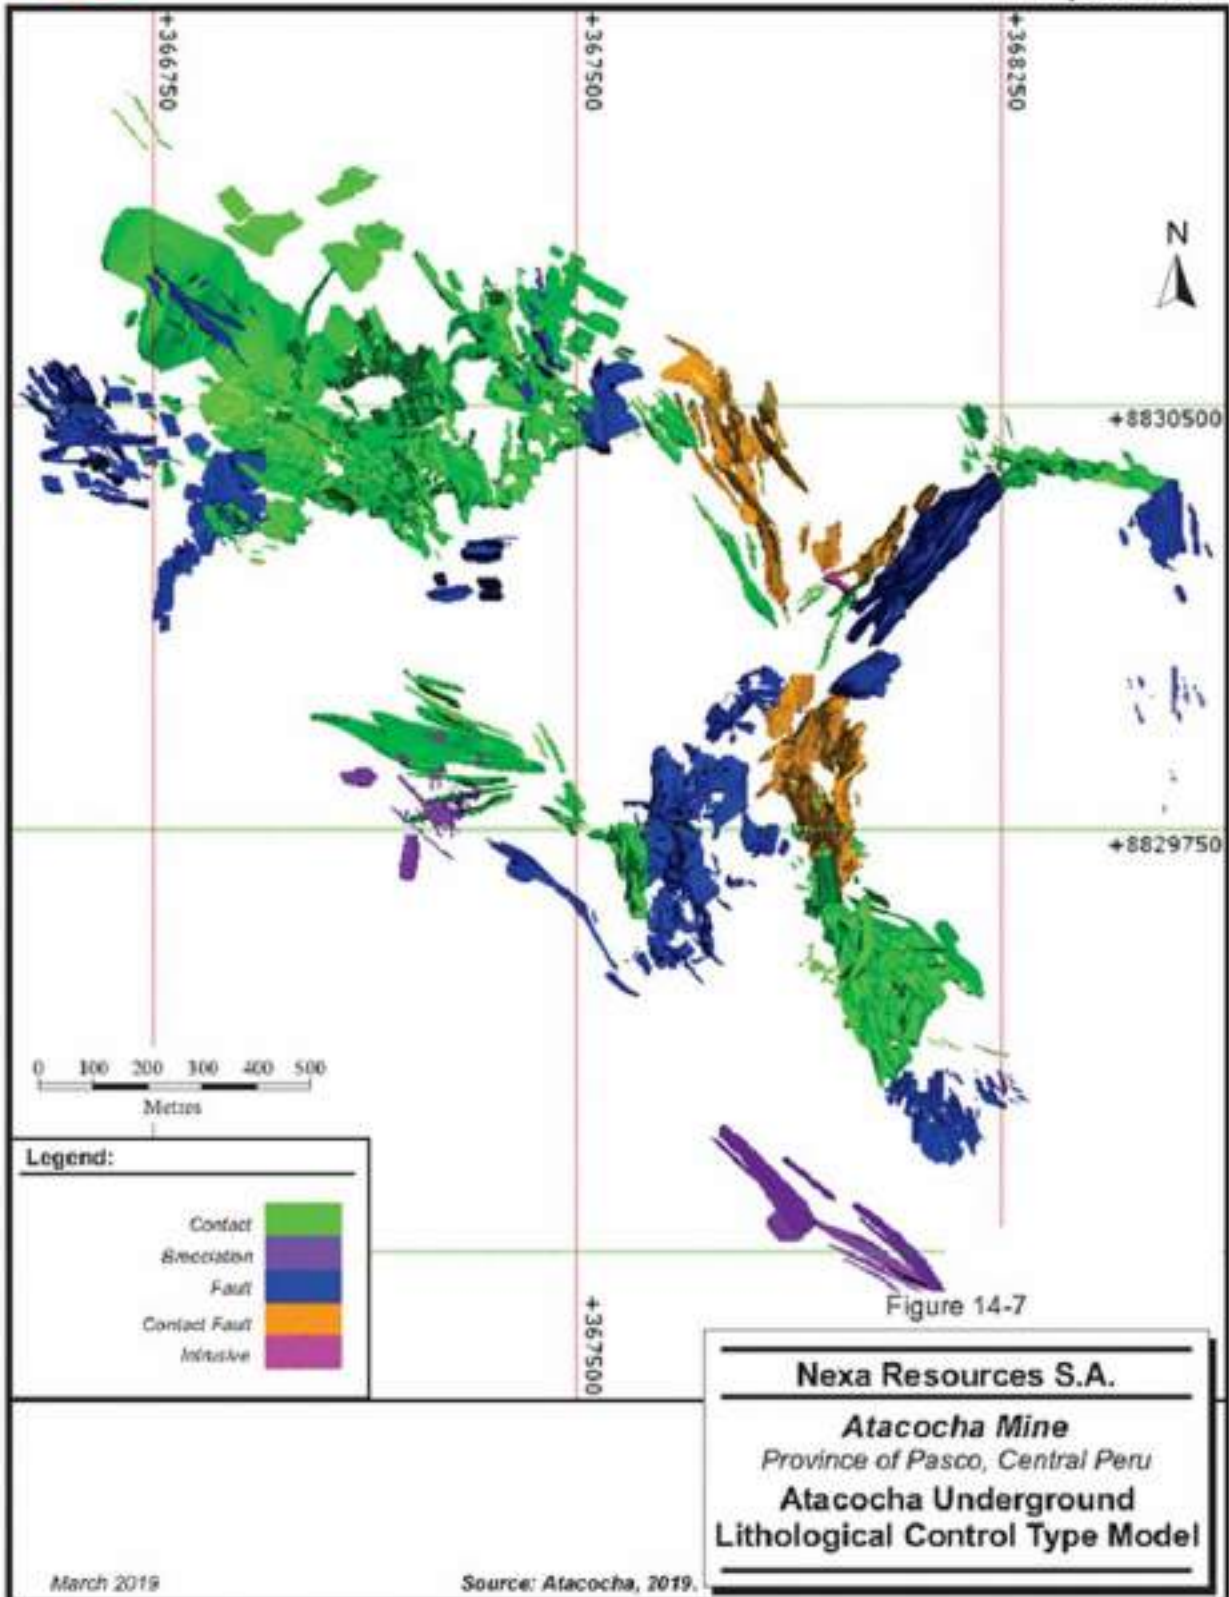 +366750
+367500
+368250
N
+8830500
+8829750
0 100 200 300 400 500
Metres
Legend:
Contact
Brecciation
Fault
Contact Fault
Intrusive
+367500
Figure 14-7
Nexa Resources S.A.
Atacocha Mine
Province of Pasco, Central Peru
Atacocha Underground
Lithological Control Type Model
March 2019
Source: Atacocha, 2019.